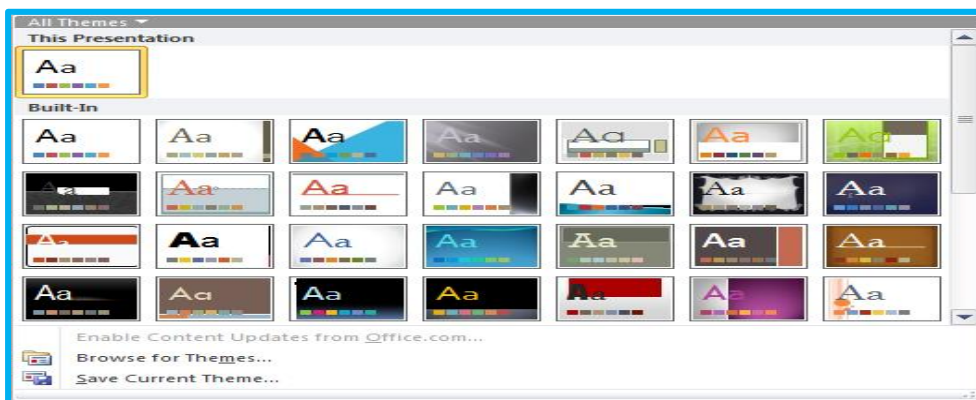 All Themes
This Presentation
Aa
Built-In
Aa Aa Aa Aa Aa Aa Aa
Aa Aa Aa Aa Aa Aa Aa
Aa Aa Aa Aa Aa Aa Aa
Aa Aa Aa Aa Aa Aa Aa
Enable Content Updates from Office.com...
Browse for Themes...
Save Current Theme...